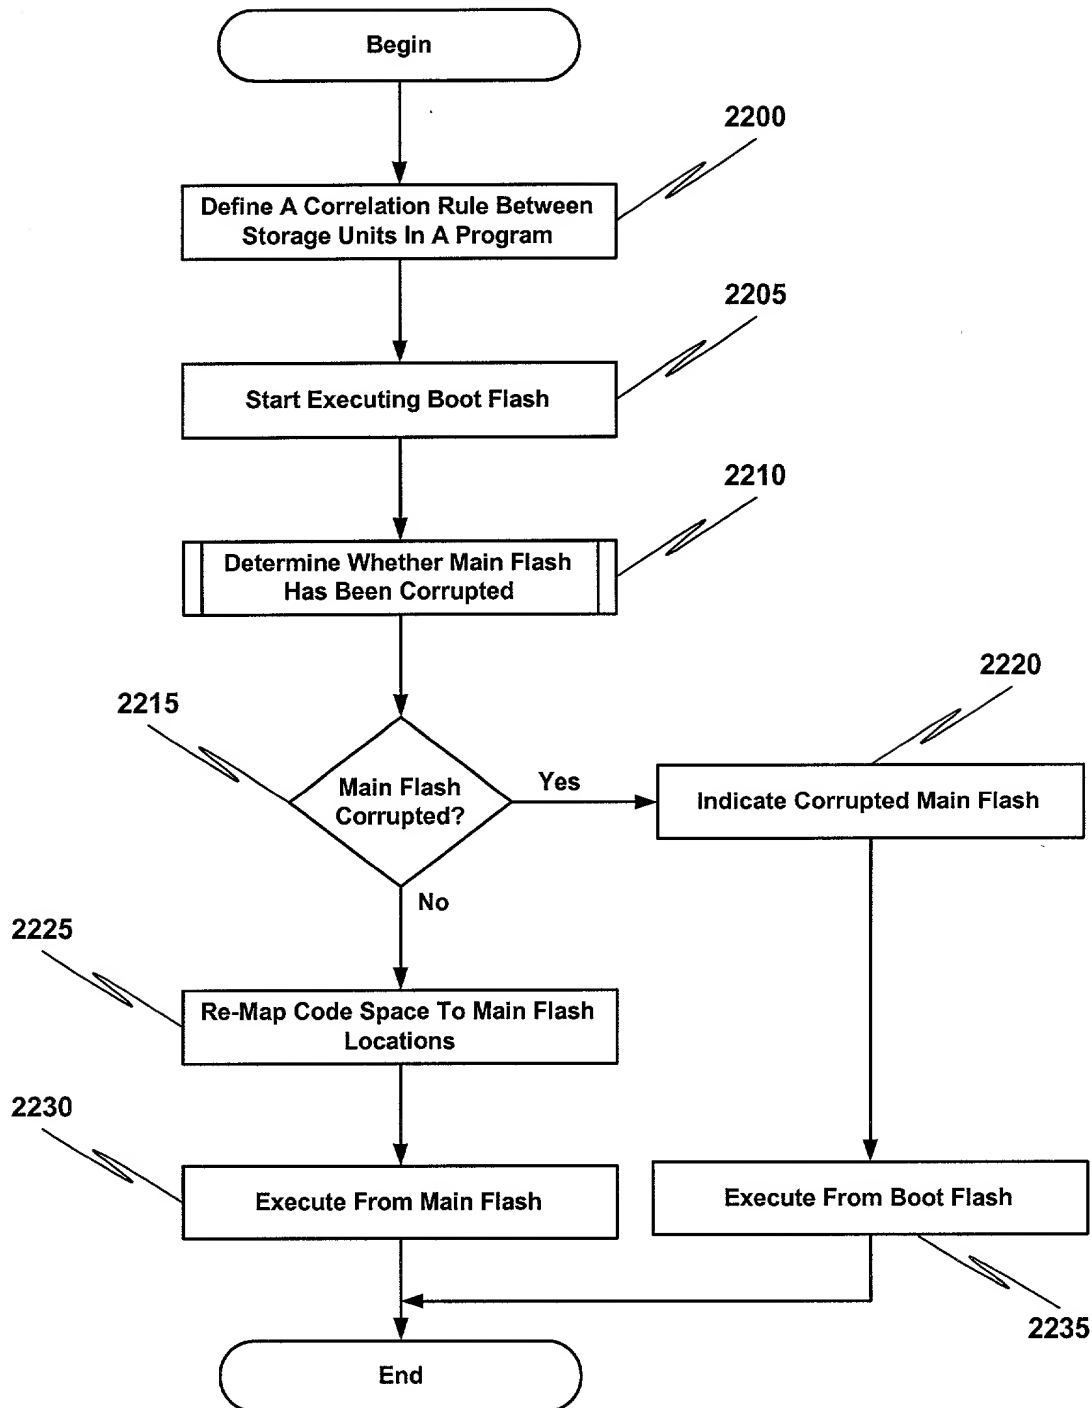 Begin
2200
Define A Correlation Rule Between
Storage Units In A Program
2205
Start Executing Boot Flash
2210
Determine Whether Main Flash
Has Been Corrupted
2215
2220
Main Flash
Corrupted?
Yes
Indicate Corrupted Main Flash
No
2225
Re-Map Code Space To Main Flash
Locations
2230
Execute From Main Flash
Execute From Boot Flash
2235
End